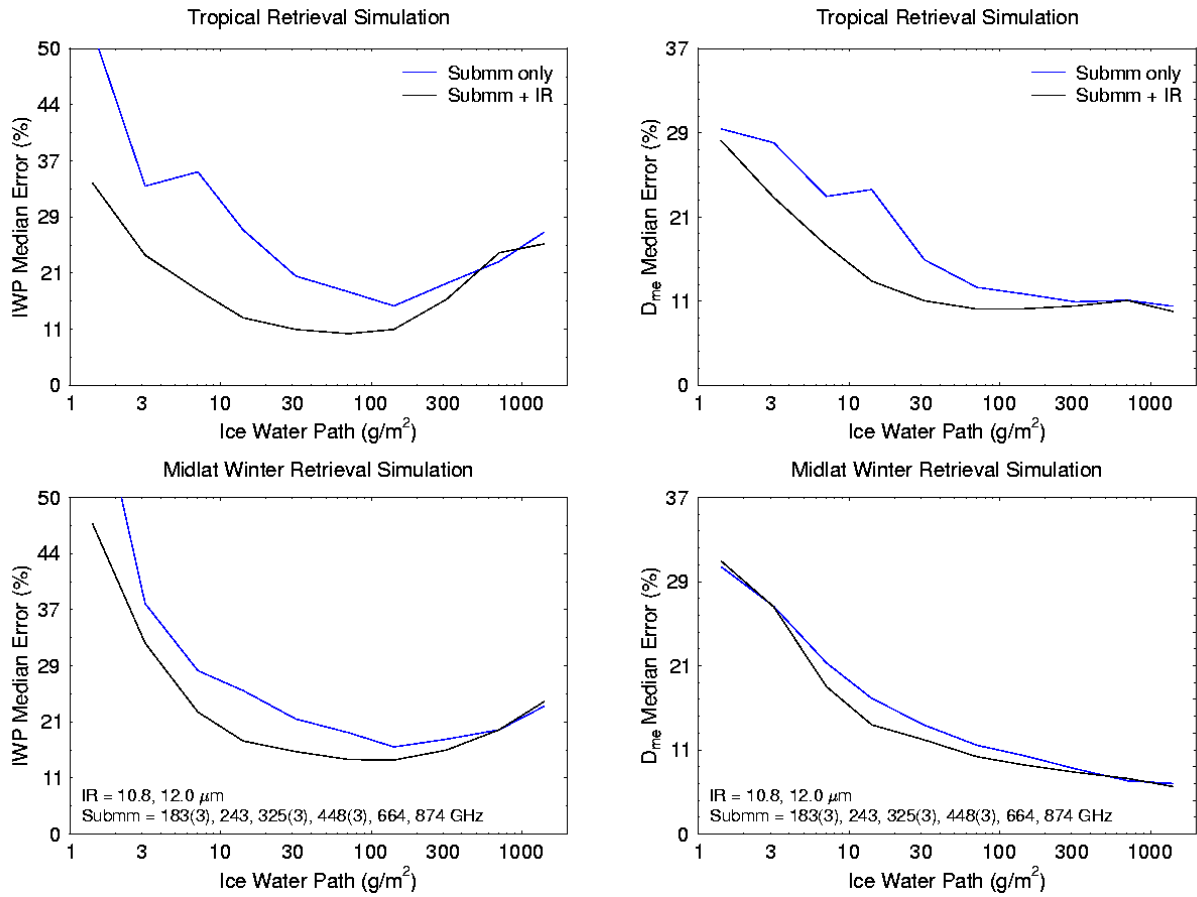 Tropical Retrieval Simulation
50
44
37
29
21
11
0
IWP Median Error (%)
Submm only
Submm + IR
1 3 10 30 100 300 1000
Ice Water Path (g/m²)
Tropical Retrieval Simulation
37
29
21
11
0
Dme Median Error (%)
Submm only
Submm + IR
1 3 10 30 100 300 1000
Ice Water Path (g/m²)
Midlat Winter Retrieval Simulation
50
44
37
29
21
11
0
IWP Median Error (%)
IR = 10.8, 12.0 μm
Submm = 183(3), 243, 325(3), 448(3), 664, 874 GHz
1 3 10 30 100 300 1000
Ice Water Path (g/m²)
Midlat Winter Retrieval Simulation
37
29
21
11
0
Dme Median Error (%)
IR = 10.8, 12.0 μm
Submm = 183(3), 243, 325(3), 448(3), 664, 874 GHz
1 3 10 30 100 300 1000
Ice Water Path (g/m²)